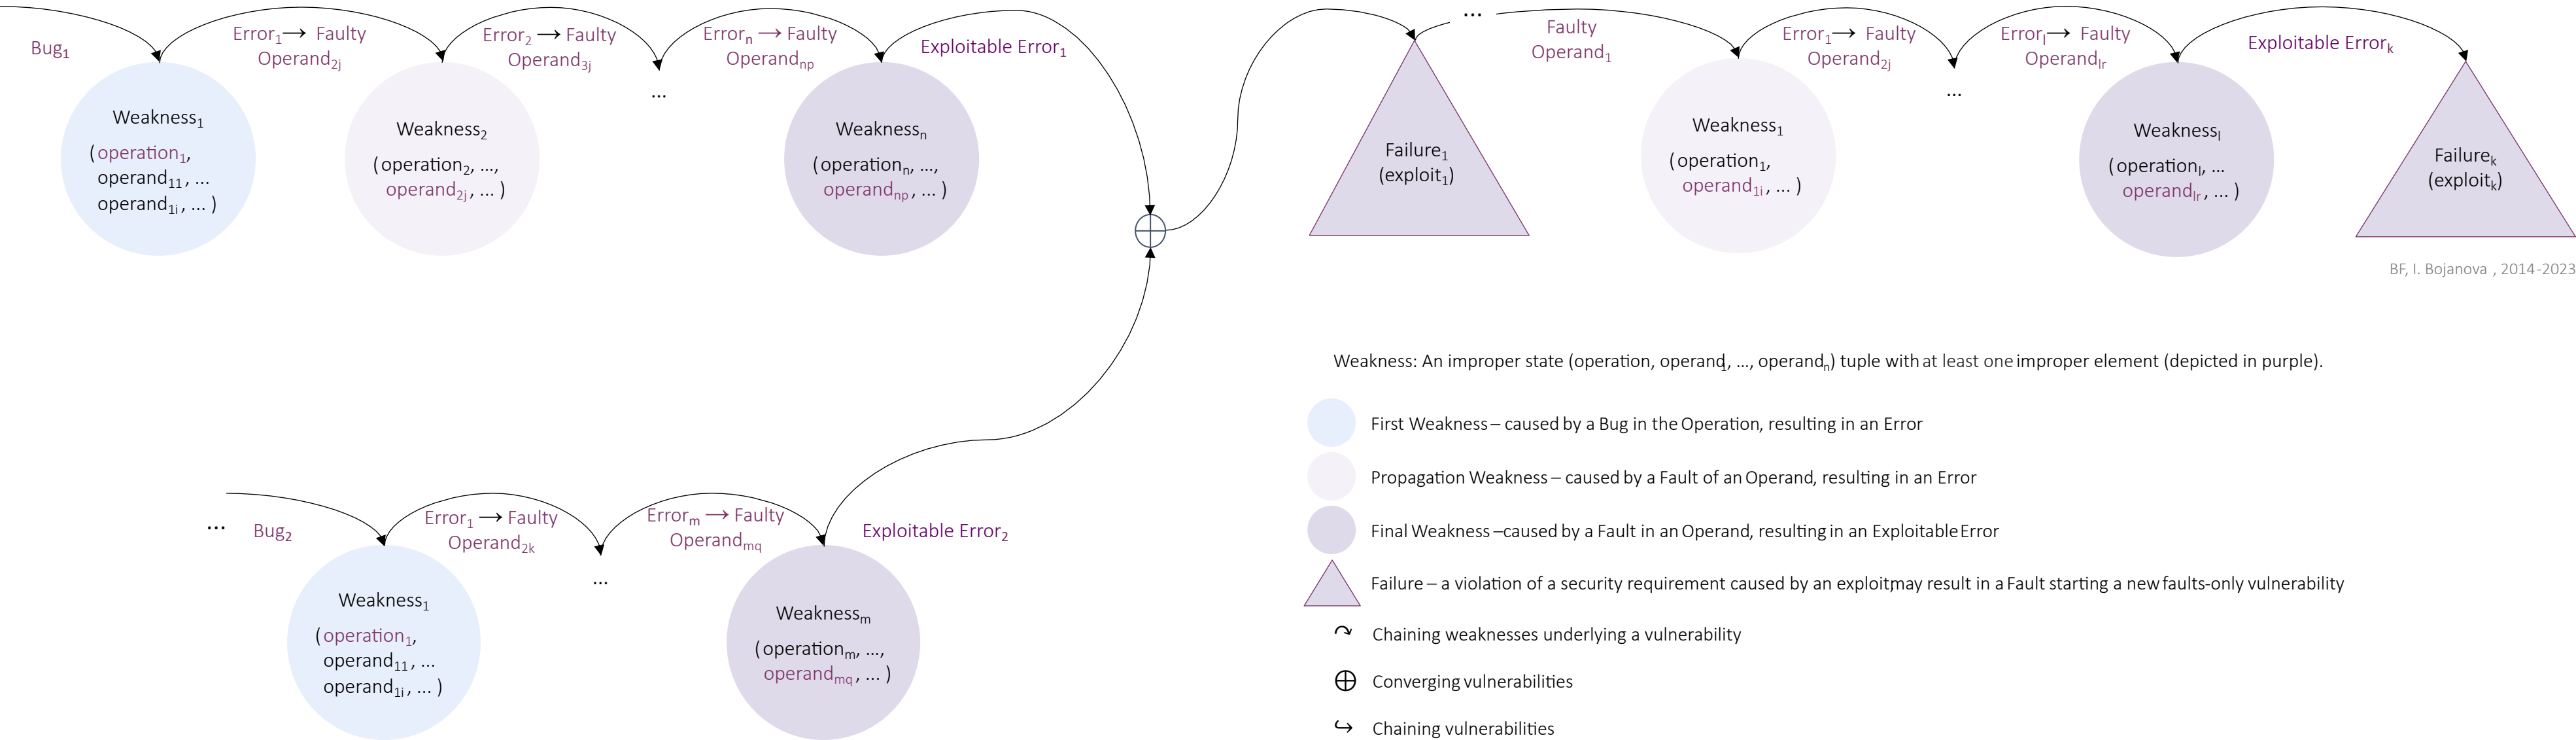 Bug1
Error1→ Faulty
Operand2j
Error2 → Faulty
Operand3j
...
Errorn → Faulty
Operandnp
Exploitable Error1
Weakness1
(operation1,
operand11, ...
operand1i, ... )
Weakness2
(operation2, ...,
operand2j, ... )
Weaknessn
(operationn, ...,
operandnp, ... )
...
Faulty
Operand1
Error1→ Faulty
Operand2j
...
Errorl→ Faulty
Operandlr
Exploitable Errork
Failure1
(exploit1)
Weakness1
(operation1,
operand1i, ... )
Weaknessl
(operationl, ...
operandlr, ... )
Failurek
(exploitk)
BF, I. Bojanova , 2014-2023
... Bug2
Error1 → Faulty
Operand2k
...
Errorm → Faulty
Operandmq
Exploitable Error2
Weakness1
(operation1,
operand11, ...
operand1i, ... )
Weaknessm
(operationm, ...,
operandmq, ... )
Weakness: An improper state (operation, operand1, ..., operandn) tuple with at least one improper element (depicted in purple).
First Weakness – caused by a Bug in the Operation, resulting in an Error
Propagation Weakness – caused by a Fault of an Operand, resulting in an Error
Final Weakness –caused by a Fault in an Operand, resulting in an Exploitable Error
Failure – a violation of a security requirement caused by an exploit;may result in a Fault starting a new faults-only vulnerability
Chaining weaknesses underlying a vulnerability
Converging vulnerabilities
Chaining vulnerabilities